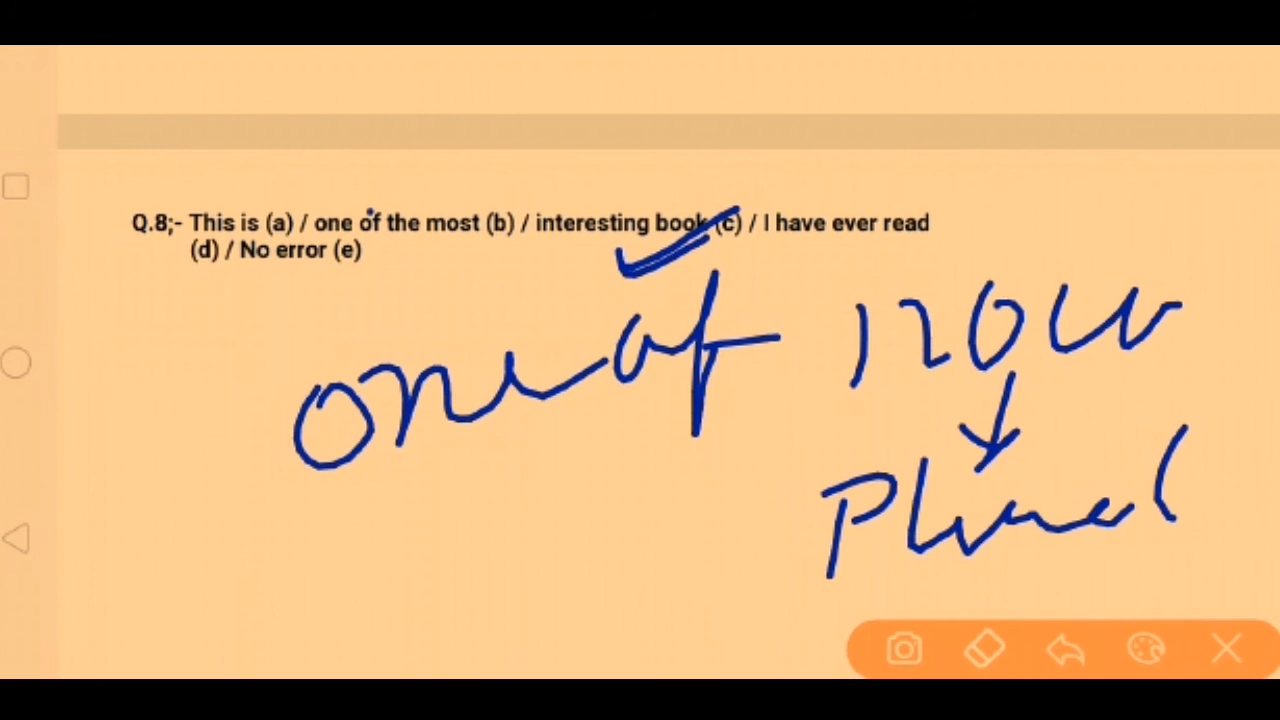 Q.8;- This is (a) / one of the most (b) / interesting book (c) / I have ever read
(d) / No error (e)
one of noun
Plural